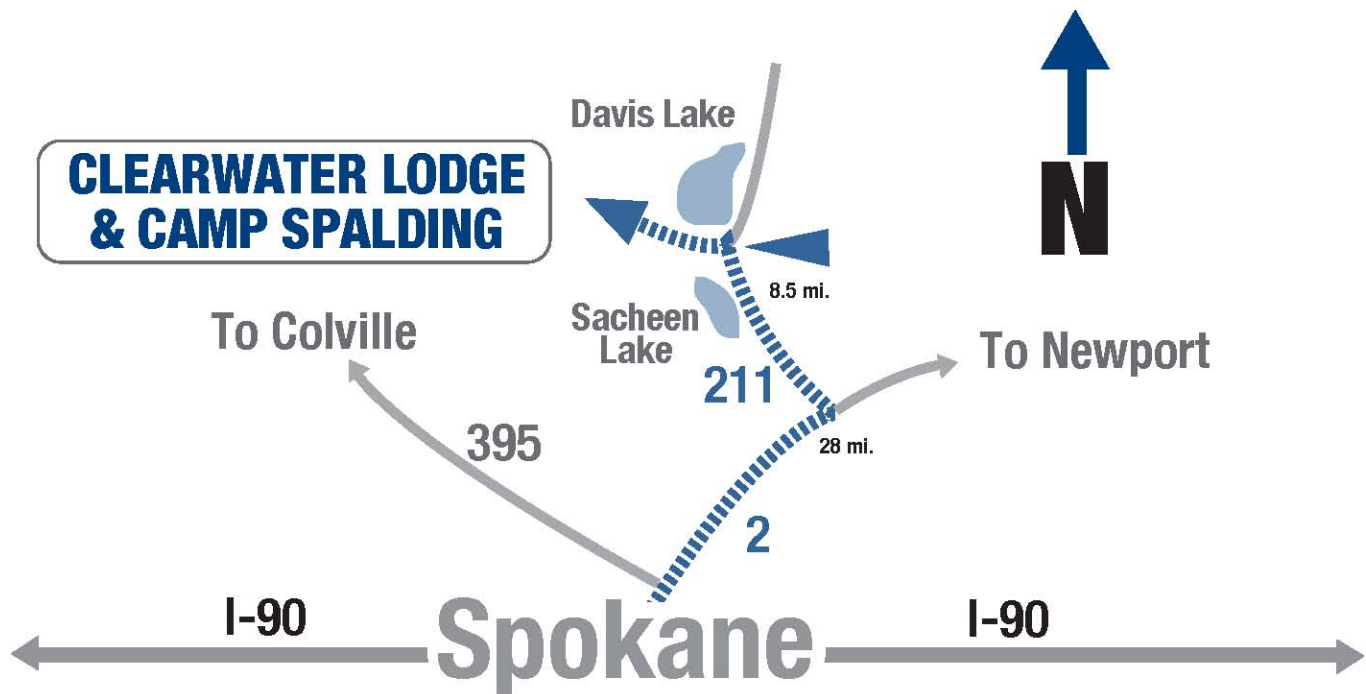 Davis Lake
CLEARWATER LODGE
& CAMP SPALDING
N
8.5 mi.
To Colville
Sacheen
Lake
To Newport
211
395
28 mi.
2
I-90
Spokane
I-90